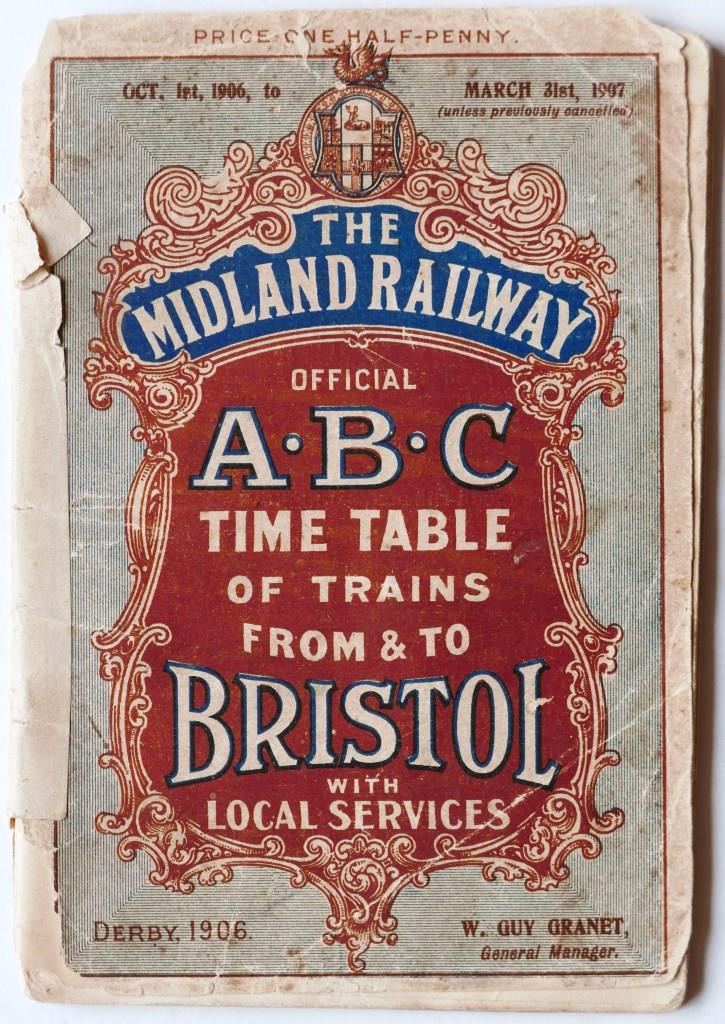 PRICE ONE HALF-PENNY.
OCT. 1st, 1906, to
MARCH 31st, 1907
(unless previously cancelled)
THE
MIDLAND RAILWAY
OFFICIAL
A·B·C
TIME TABLE
OF TRAINS
FROM & TO
BRISTOL
WITH
LOCAL SERVICES
DERBY, 1906.
W. GUY GRANET,
General Manager.